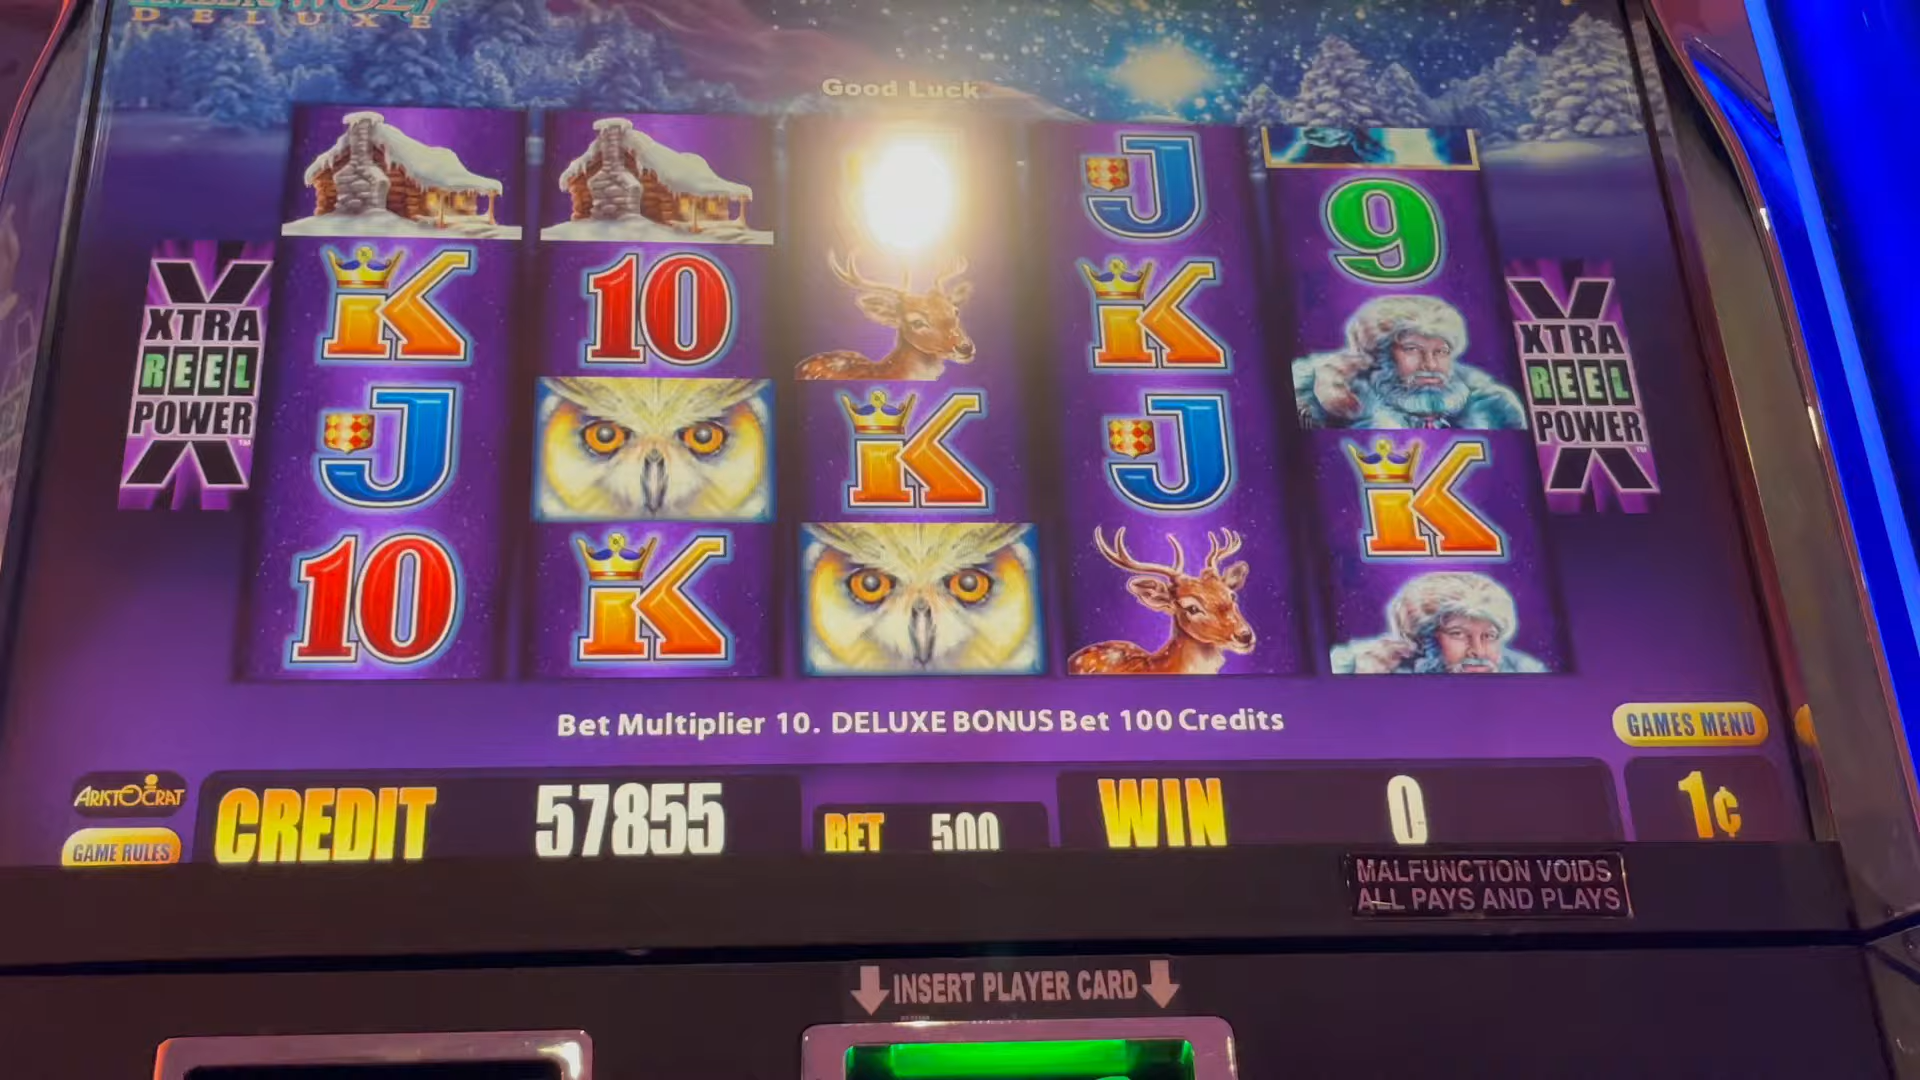 DELUXE
Good Luck
J
9
K
10
K
J
K
J
K
10
K
XTRA
REEL
POWER
TM
XTRA
REEL
POWER
TM
Bet Multiplier 10. DELUXE BONUS Bet 100 Credits
GAMES MENU
ARISTOCRAT
GAME RULES
CREDIT 57855
BET 500
WIN 0
1¢
MALFUNCTION VOIDS
ALL PAYS AND PLAYS
INSERT PLAYER CARD